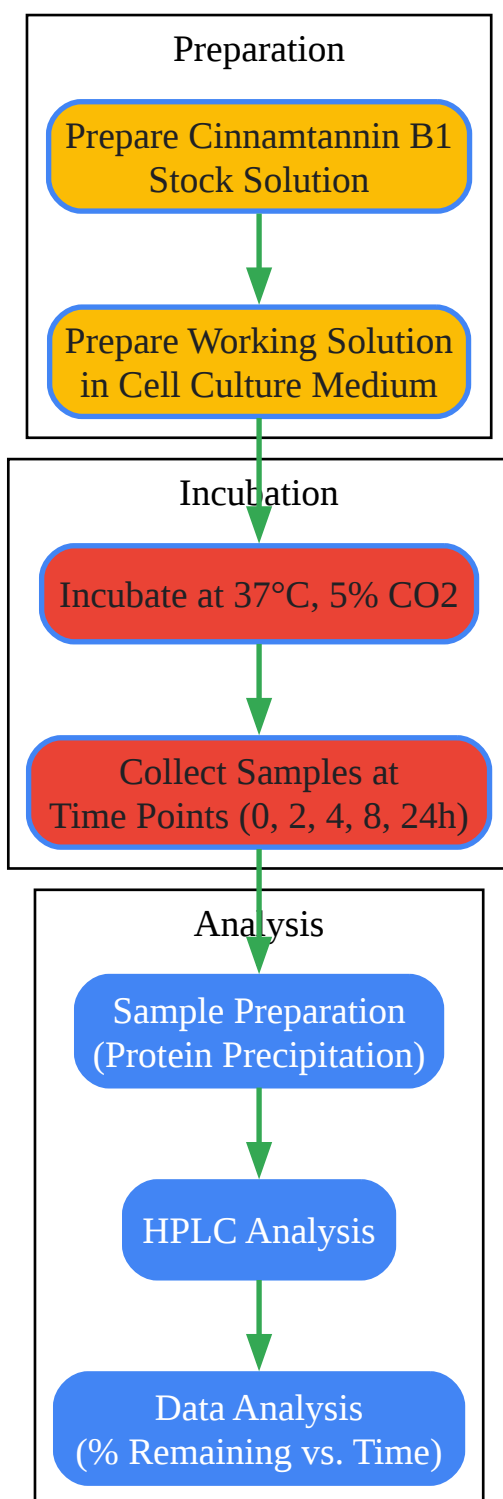 Preparation
Prepare Cinnamtannin B1
Stock Solution
Prepare Working Solution
in Cell Culture Medium
Incubation
Incubate at 37°C, 5% CO2
Collect Samples at
Time Points (0, 2, 4, 8, 24h)
Analysis
Sample Preparation
(Protein Precipitation)
HPLC Analysis
Data Analysis
(% Remaining vs. Time)